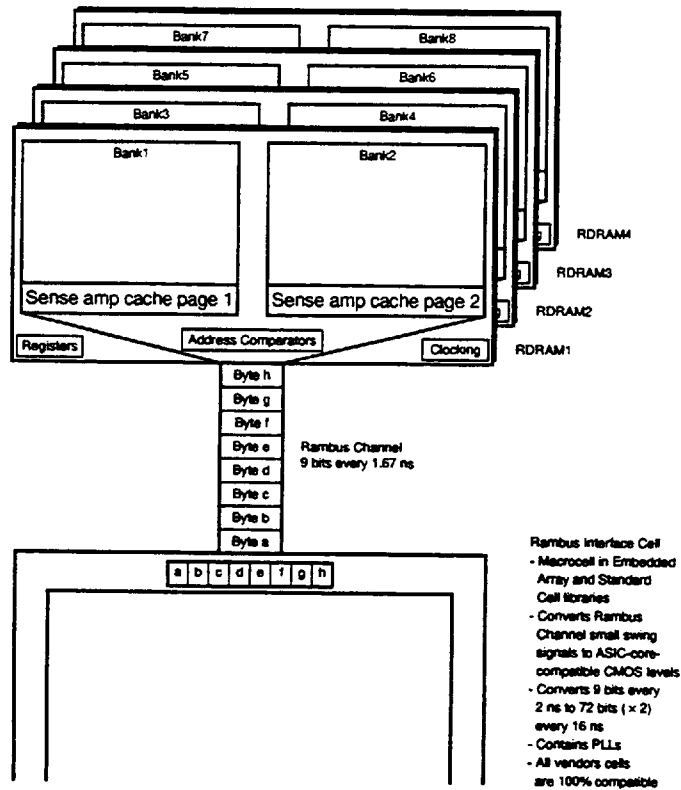 Bank7
Bank8
Bank5
Bank6
Bank3
Bank4
Bank1
Bank2
Sense amp cache page 1
Sense amp cache page 2
g
RDRAM4
g
RDRAM3
g
RDRAM2
Registers
Address Comparators
Clocking
RDRAM1
Byte h
Byte g
Byte f
Byte e
Byte d
Byte c
Byte b
Byte a
Rambus Channel
9 bits every 1.67 ns
a b c d e f g h
Rambus Interface Cell
- Macrocell in Embedded
Array and Standard
Cell libraries
- Converts Rambus
Channel small swing
signals to ASIC-core-
compatible CMOS levels
- Converts 9 bits every
2 ns to 72 bits ( × 2)
every 16 ns
- Contains PLLs
- All vendors cells
are 100% compatible